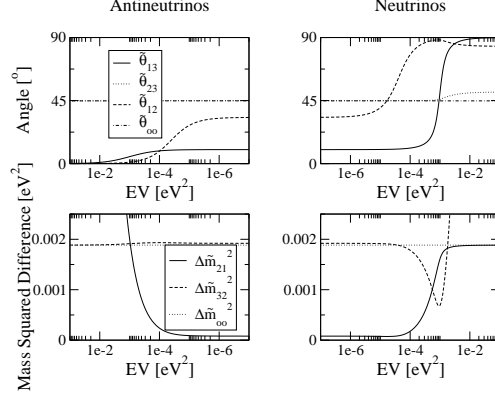 Antineutrinos Neutrinos
Angle [°]
90
45
0
θ̃13
θ̃23
θ̃12
θ̃oo
1e-2 1e-4 1e-6
EV [eV²]
90
45
0
1e-6 1e-4 1e-2
EV [eV²]
Mass Squared Difference [eV²]
0.002
0.001
0
Δm̃21²
Δm̃32²
Δm̃oo²
1e-2 1e-4 1e-6
EV [eV²]
0.002
0.001
0
1e-6 1e-4 1e-2
EV [eV²]